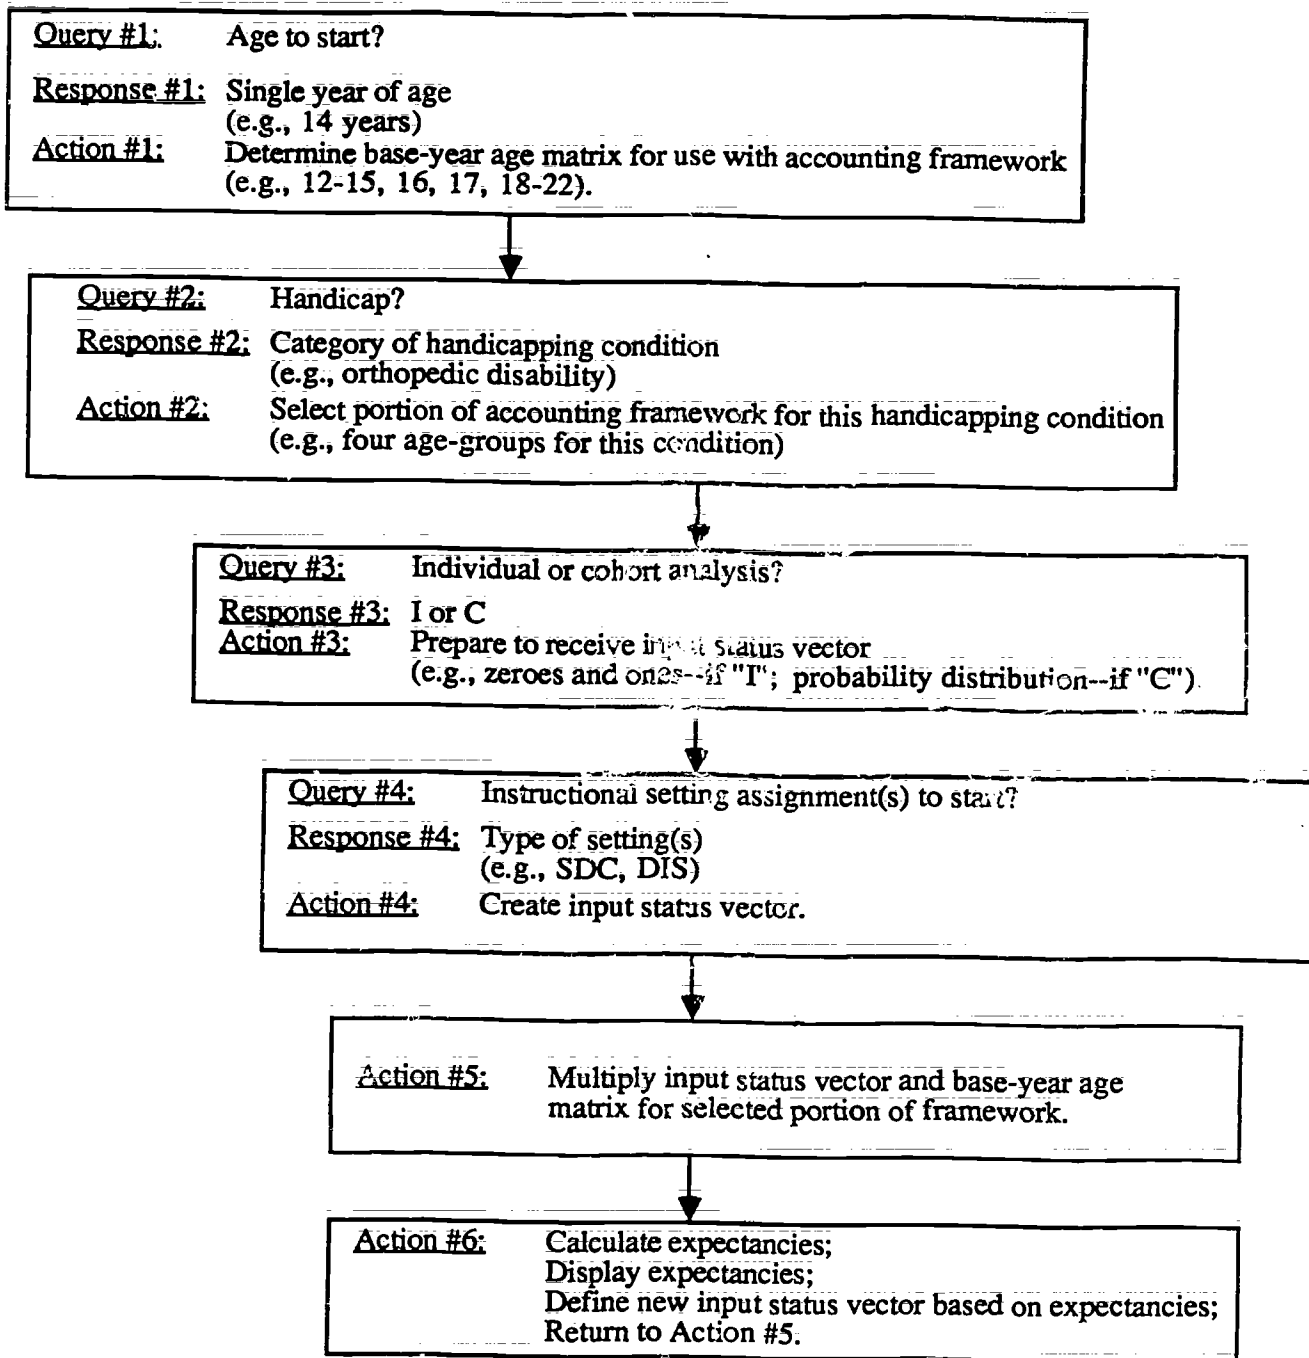 Query #1: Age to start?
Response #1: Single year of age
(e.g., 14 years)
Action #1: Determine base-year age matrix for use with accounting framework
(e.g., 12-15, 16, 17, 18-22).
Query #2: Handicap?
Response #2: Category of handicapping condition
(e.g., orthopedic disability)
Action #2: Select portion of accounting framework for this handicapping condition
(e.g., four age-groups for this condition)
Query #3: Individual or cohort analysis?
Response #3: I or C
Action #3: Prepare to receive input status vector
(e.g., zeroes and ones--if "I"; probability distribution--if "C").
Query #4: Instructional setting assignment(s) to start?
Response #4: Type of setting(s)
(e.g., SDC, DIS)
Action #4: Create input status vector.
Action #5: Multiply input status vector and base-year age
matrix for selected portion of framework.
Action #6: Calculate expectancies;
Display expectancies;
Define new input status vector based on expectancies;
Return to Action #5.